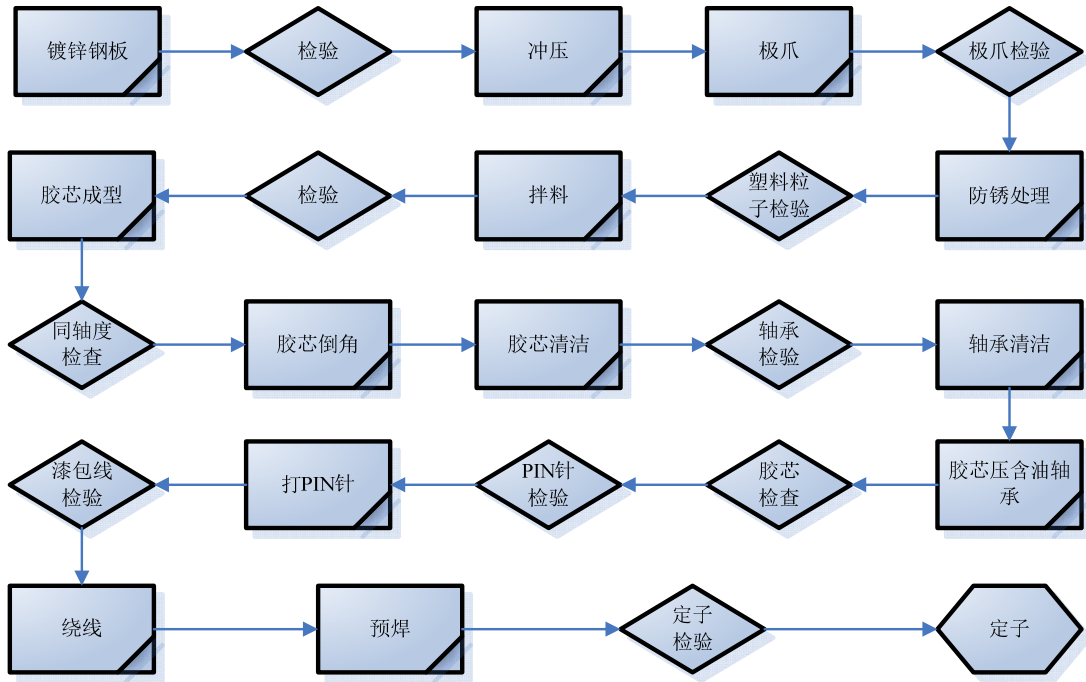 镀锌钢板
检验
冲压
极爪
极爪检验
胶芯成型
检验
拌料
塑料粒
子检验
防锈处理
同轴度
检查
胶芯倒角
胶芯清洁
轴承
检验
轴承清洁
漆包线
检验
打PIN针
PIN针
检验
胶芯
检查
胶芯压含油轴
承
绕线
预焊
定子
检验
定子